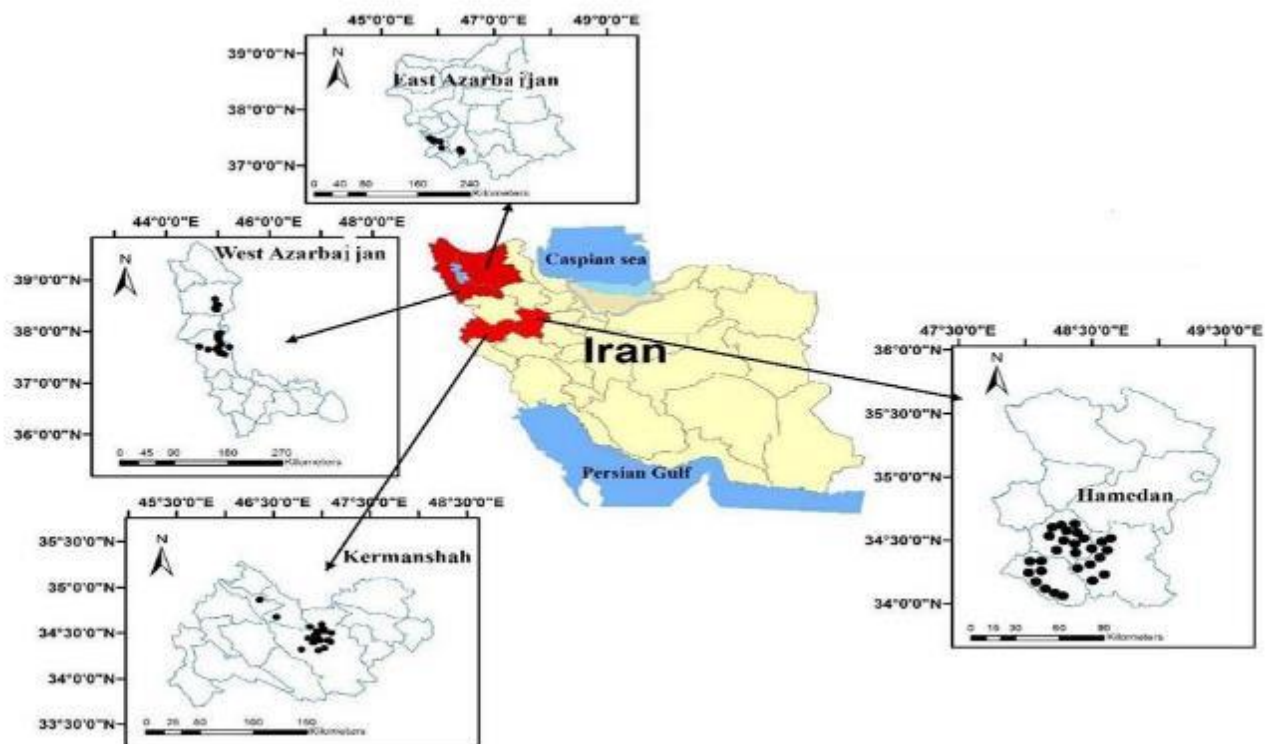 45°0'0"E 47°0'0"E 49°0'0"E
39°0'0"N
38°0'0"N
37°0'0"N
N
East Azarbaijan
0 40 80 160 240
Kilometers
44°0'0"E 46°0'0"E 48°0'0"E
39°0'0"N
38°0'0"N
37°0'0"N
36°0'0"N
N
West Azarbaijan
0 45 90 180 270
Kilometers
Caspian sea
Iran
Persian Gulf
47°30'0"E 48°30'0"E 49°30'0"E
36°0'0"N
35°30'0"N
35°0'0"N
34°30'0"N
34°0'0"N
N
Hamedan
0 15 30 60 90
Kilometers
45°30'0"E 46°30'0"E 47°30'0"E 48°30'0"E
35°30'0"N
35°0'0"N
34°30'0"N
34°0'0"N
33°30'0"N
N
Kermanshah
0 25 50 100 150
Kilometers